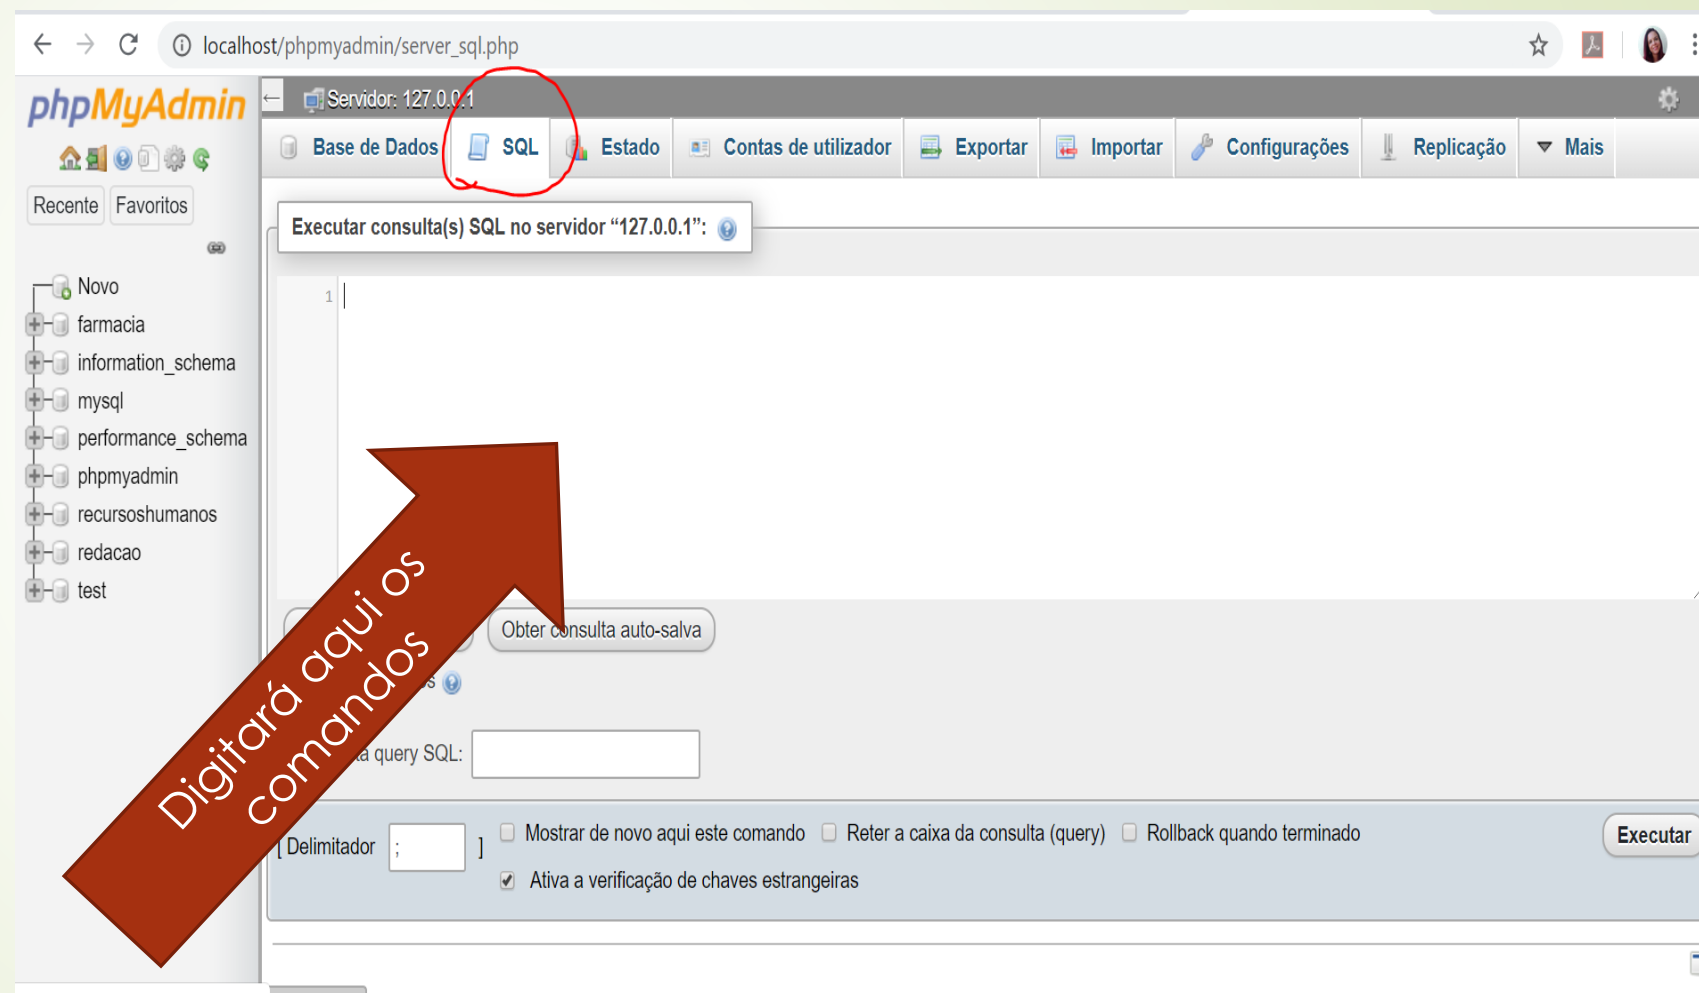 localhost/phpmyadmin/server_sql.php
phpMyAdmin
Recente Favoritos
Novo
farmacia
information_schema
mysql
performance_schema
phpmyadmin
recursoshumanos
redacao
test
Servidor: 127.0.0.1
Base de Dados SQL Estado Contas de utilizador Exportar Importar Configurações Replicação Mais
Executar consulta(s) SQL no servidor “127.0.0.1”:
1
Digitará aqui os
comandos
Obter consulta auto-salva
query SQL:
[ Delimitador ; ] Mostrar de novo aqui este comando Reter a caixa da consulta (query) Rollback quando terminado
Ativa a verificação de chaves estrangeiras
Executar